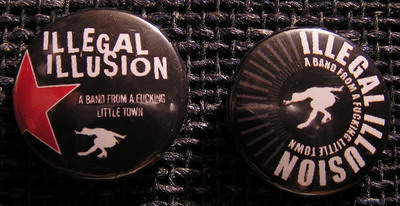 ILLEGAL
ILLUSION
A BAND FROM A FUCKING
LITTLE TOWN
ILLEGAL ILLUSION
A BAND FROM A FUCKING LITTLE TOWN